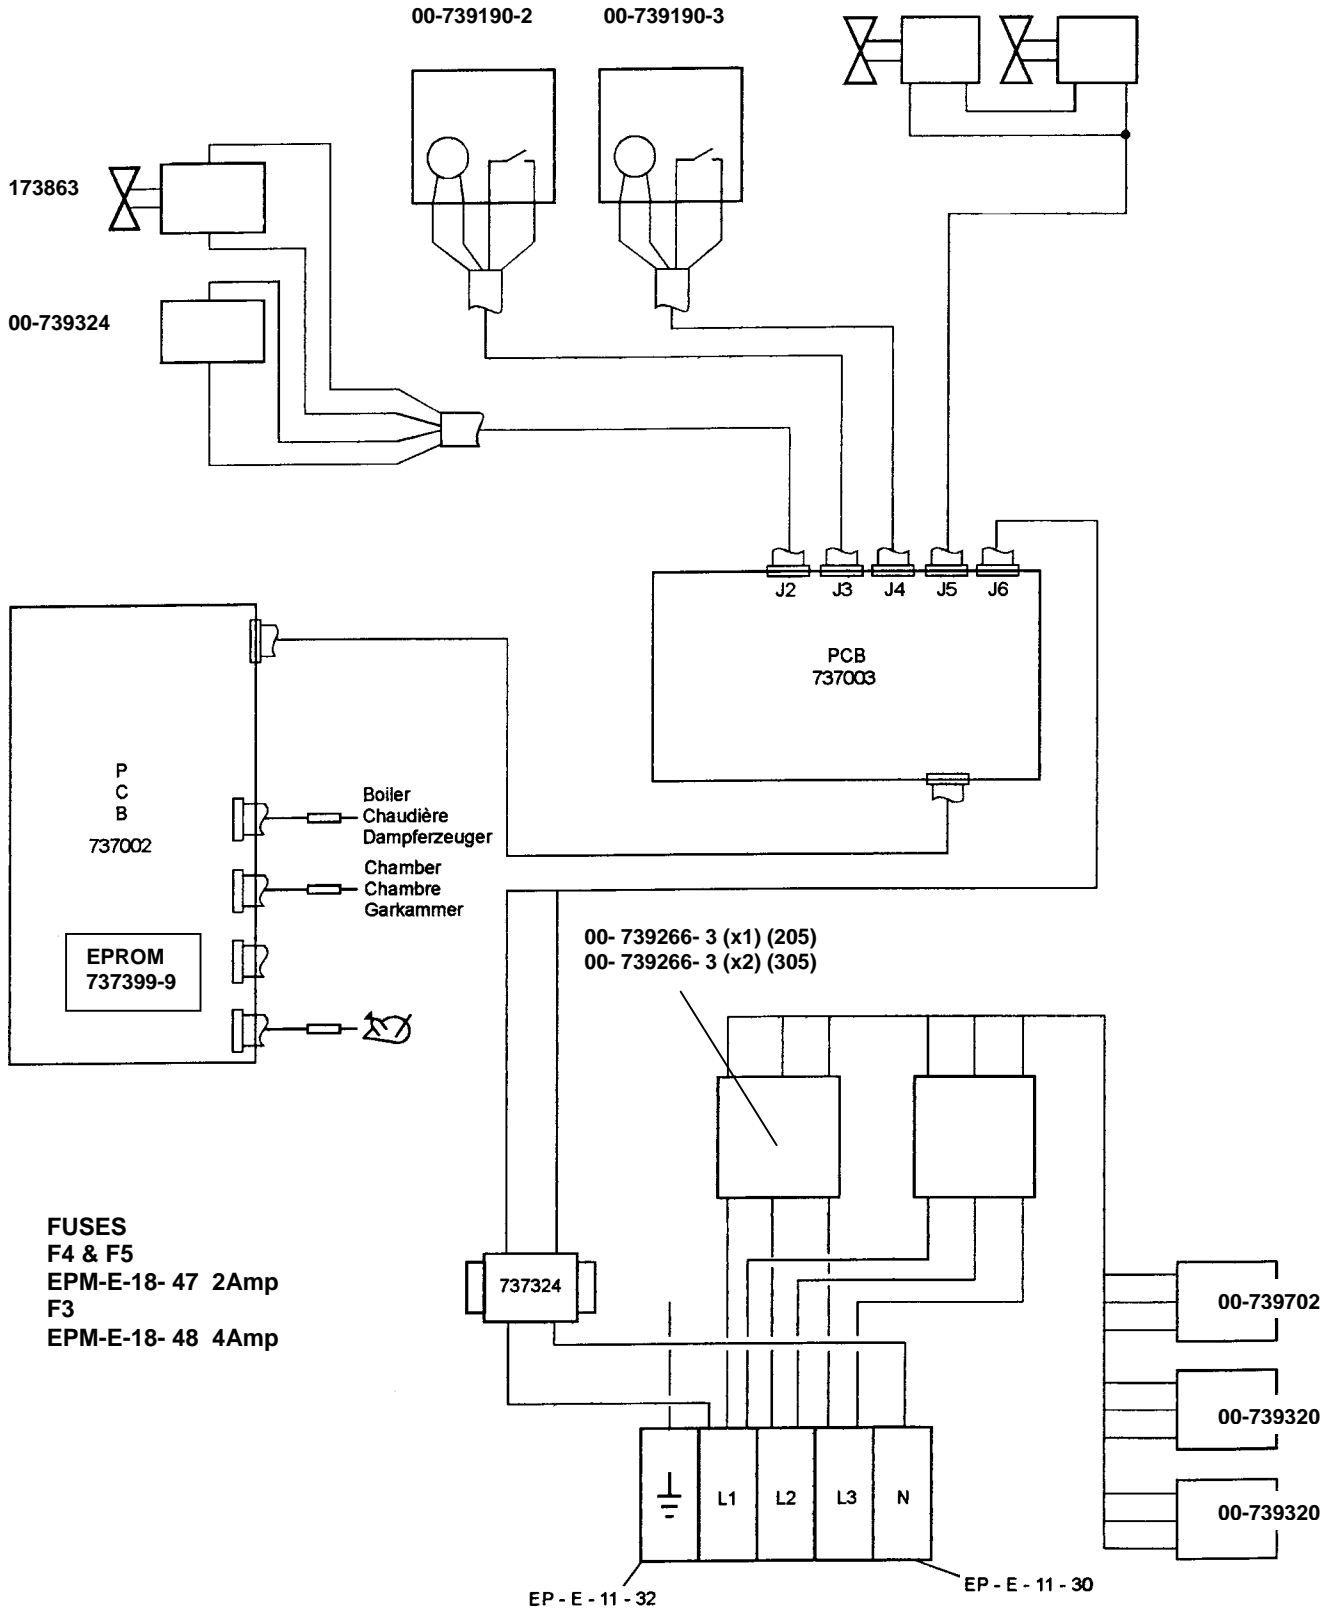 00-739190-2
00-739190-3
173863
00-739324
J2
J3
J4
J5
J6
PCB
737003
P
C
B
737002
Boiler
Chaudière
Dampferzeuger
Chamber
Chambre
Garkammer
EPROM
737399-9
00- 739266- 3 (x1) (205)
00- 739266- 3 (x2) (305)
FUSES
F4 & F5
EPM-E-18- 47 2Amp
F3
EPM-E-18- 48 4Amp
737324
00-739702
00-739320
00-739320
L1
L2
L3
N
EP - E - 11 - 32
EP - E - 11 - 30